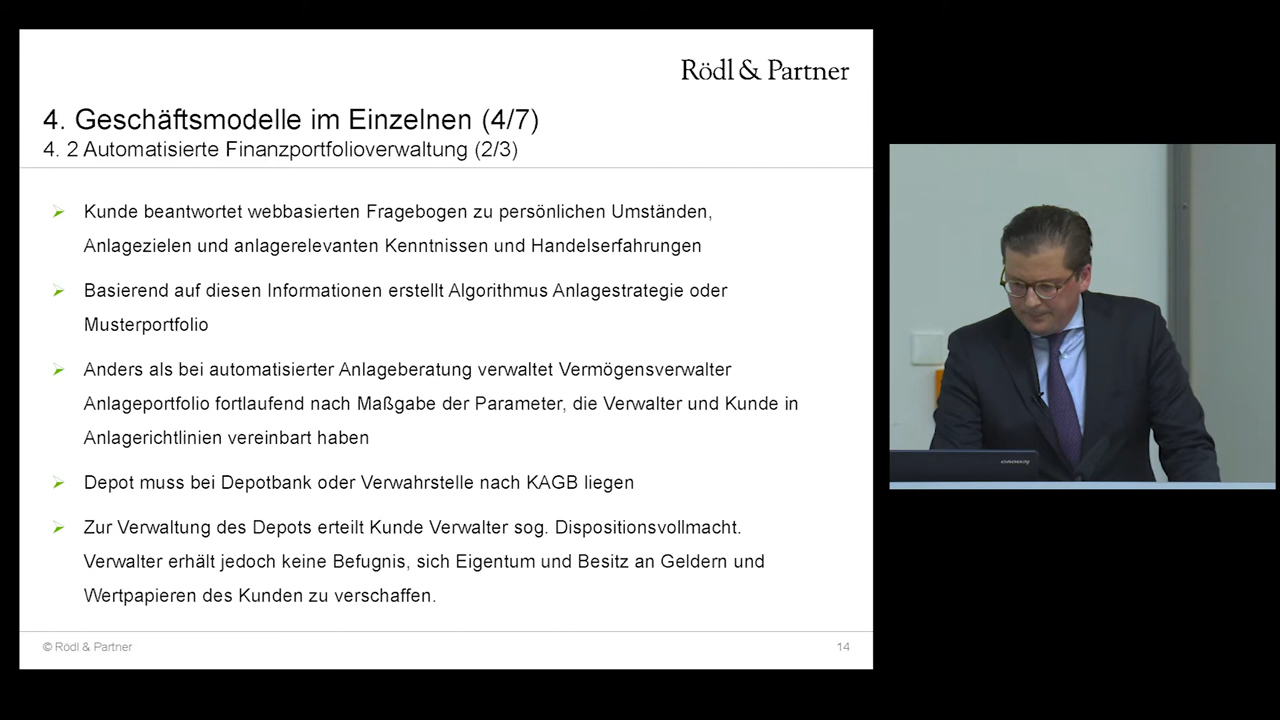 Rödl & Partner
4. Geschäftsmodelle im Einzelnen (4/7)
4. 2 Automatisierte Finanzportfolioverwaltung (2/3)
Kunde beantwortet webbasierten Fragebogen zu persönlichen Umständen,
Anlagezielen und anlagerelevanten Kenntnissen und Handelserfahrungen
Basierend auf diesen Informationen erstellt Algorithmus Anlagestrategie oder
Musterportfolio
Anders als bei automatisierter Anlageberatung verwaltet Vermögensverwalter
Anlageportfolio fortlaufend nach Maßgabe der Parameter, die Verwalter und Kunde in
Anlagerichtlinien vereinbart haben
Depot muss bei Depotbank oder Verwahrstelle nach KAGB liegen
Zur Verwaltung des Depots erteilt Kunde Verwalter sog. Dispositionsvollmacht.
Verwalter erhält jedoch keine Befugnis, sich Eigentum und Besitz an Geldern und
Wertpapieren des Kunden zu verschaffen.
© Rödl & Partner
14
lenovo